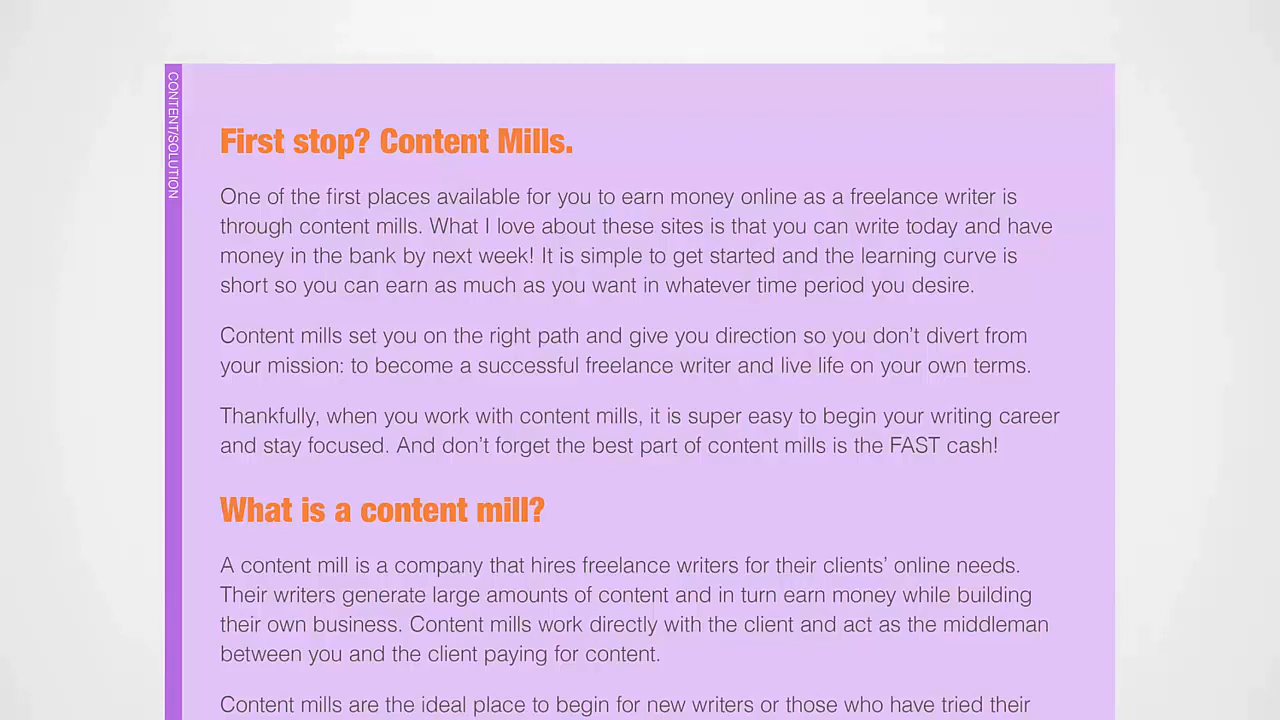 CONTENT/SOLUTION
First stop? Content Mills.
One of the first places available for you to earn money online as a freelance writer is
through content mills. What I love about these sites is that you can write today and have
money in the bank by next week! It is simple to get started and the learning curve is
short so you can earn as much as you want in whatever time period you desire.
Content mills set you on the right path and give you direction so you don’t divert from
your mission: to become a successful freelance writer and live life on your own terms.
Thankfully, when you work with content mills, it is super easy to begin your writing career
and stay focused. And don’t forget the best part of content mills is the FAST cash!
What is a content mill?
A content mill is a company that hires freelance writers for their clients’ online needs.
Their writers generate large amounts of content and in turn earn money while building
their own business. Content mills work directly with the client and act as the middleman
between you and the client paying for content.
Content mills are the ideal place to begin for new writers or those who have tried their